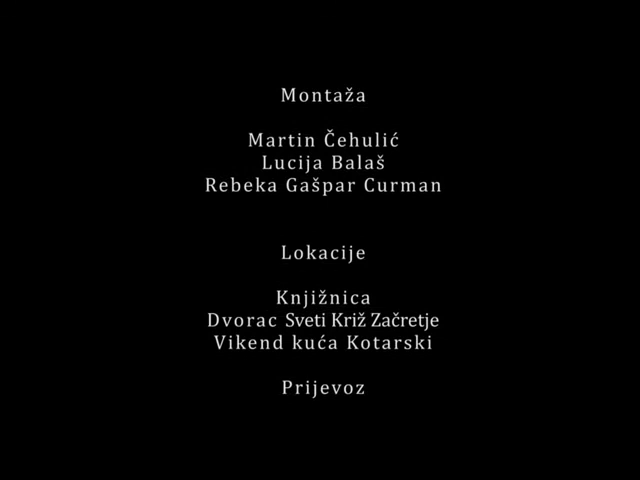 Montaža
Martin Čehulić
Lucija Balaš
Rebeka Gašpar Curman
Lokacije
Knjižnica
Dvorac Sveti Križ Začretje
Vikend kuća Kotarski
Prijevoz